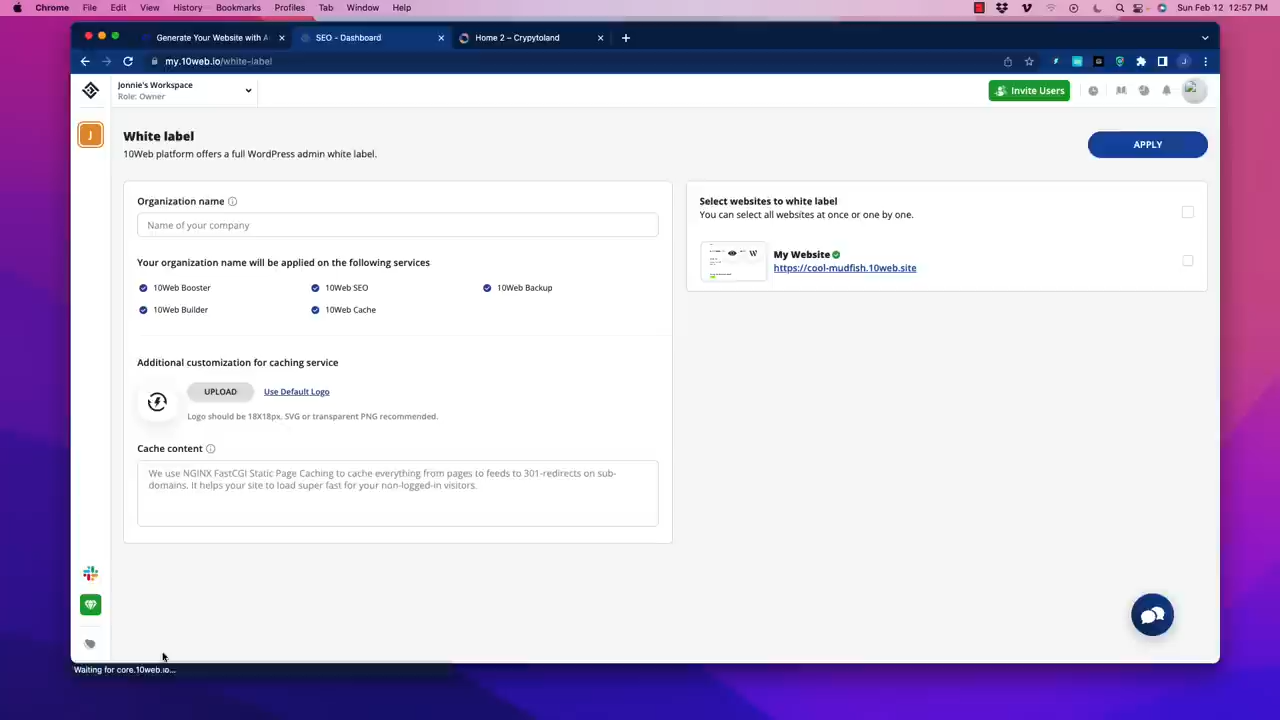 Chrome File Edit View History Bookmarks Profiles Tab Window Help Sun Feb 12 12:57 PM
Generate Your Website with A SEO - Dashboard Home 2 – Crypytoland
my.10web.io/white-label
Jonnie's Workspace
Role: Owner
Invite Users
J
White label
10Web platform offers a full WordPress admin white label.
APPLY
Organization name
Name of your company
Your organization name will be applied on the following services
10Web Booster 10Web SEO 10Web Backup
10Web Builder 10Web Cache
Additional customization for caching service
UPLOAD Use Default Logo
Logo should be 18X18px. SVG or transparent PNG recommended.
Cache content
We use NGINX FastCGI Static Page Caching to cache everything from pages to feeds to 301-redirects on sub-
domains. It helps your site to load super fast for your non-logged-in visitors.
Select websites to white label
You can select all websites at once or one by one.
My Website
https://cool-mudfish.10web.site
Waiting for core.10web.io...